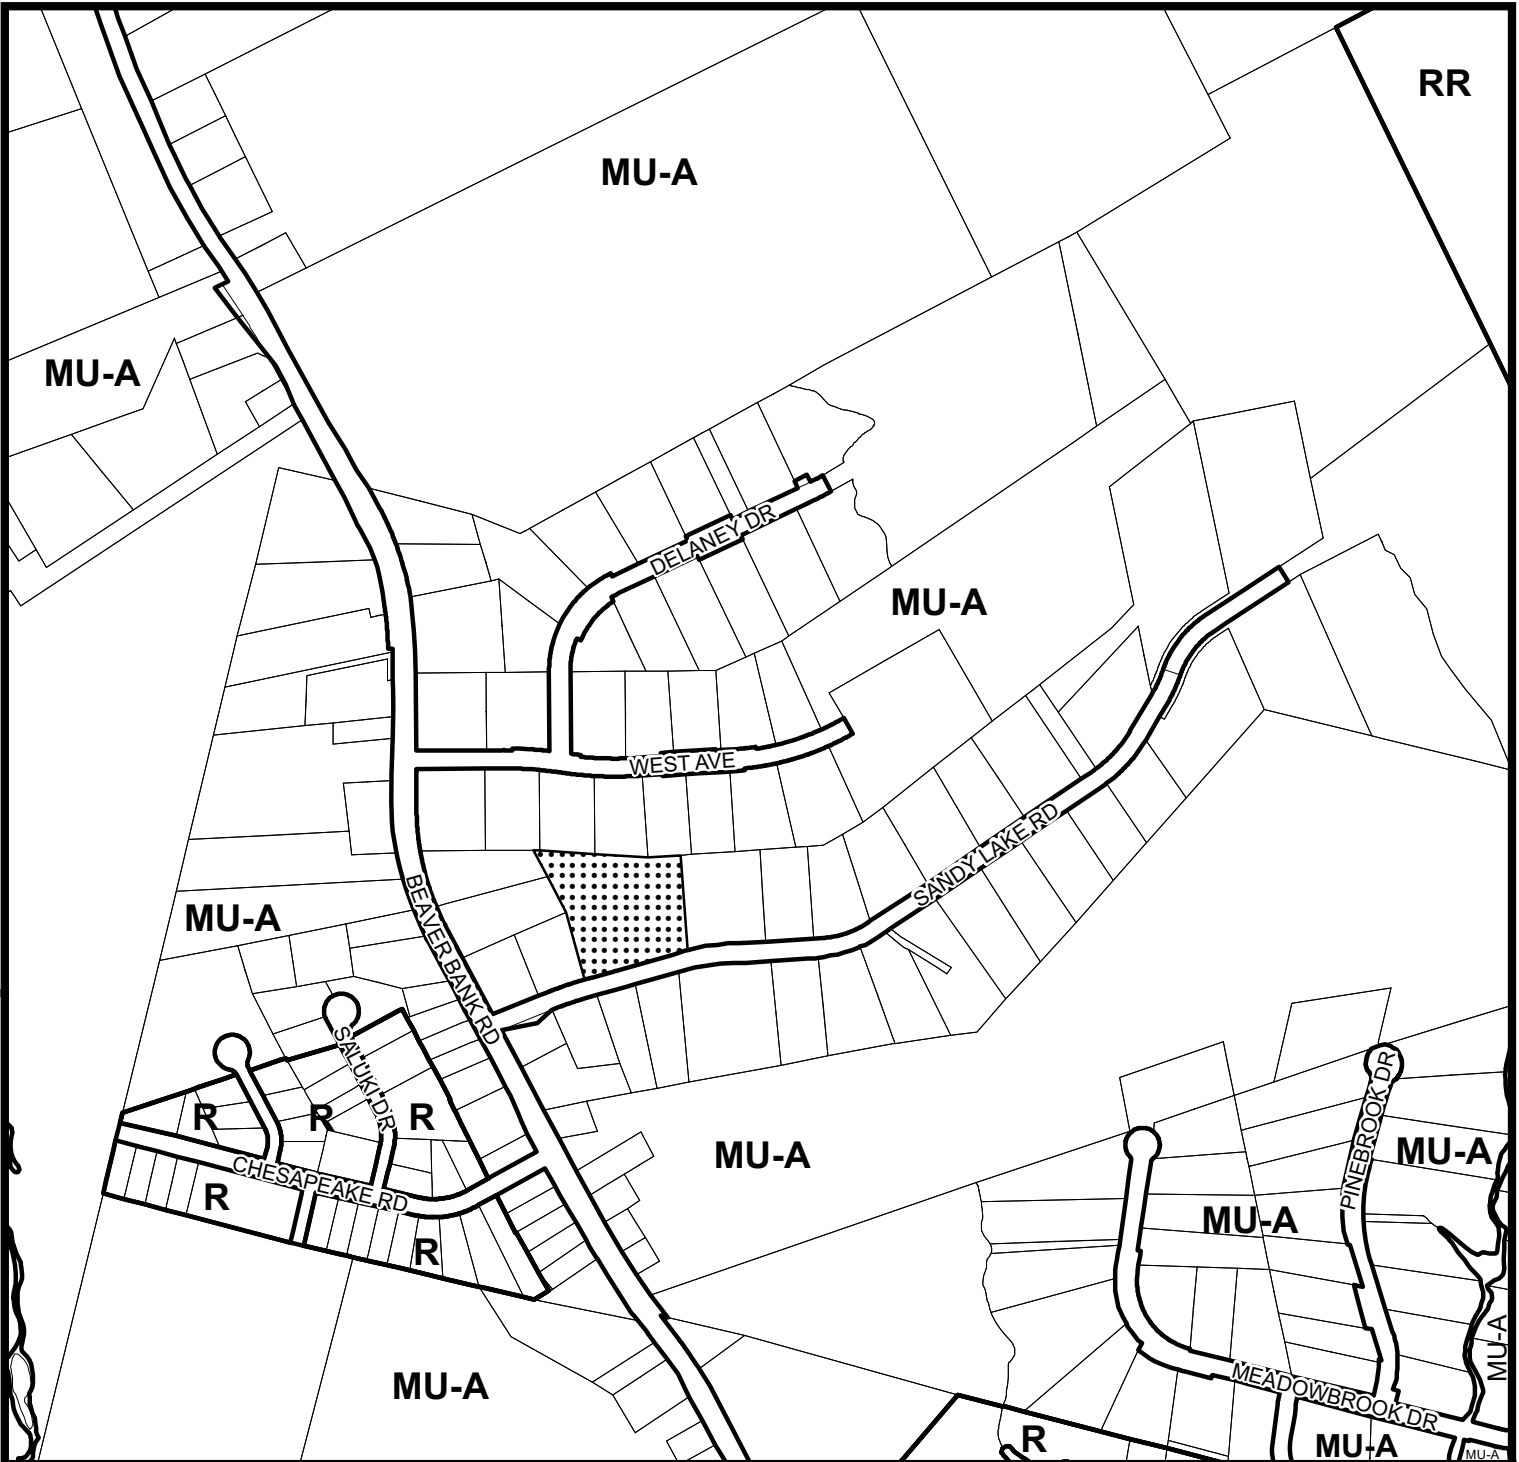 RR
MU-A
MU-A
DELANEY DR
MU-A
WEST AVE
SANDY LAKE RD
BEAVER BANK RD
MU-A
SALUKI DR
R
R
R
CHESAPEAKE RD
R
R
MU-A
PINEBROOK DR
MU-A
MU-A
MU-A
MU-A
MEADOWBROOK DR
R
MU-A
MU-A